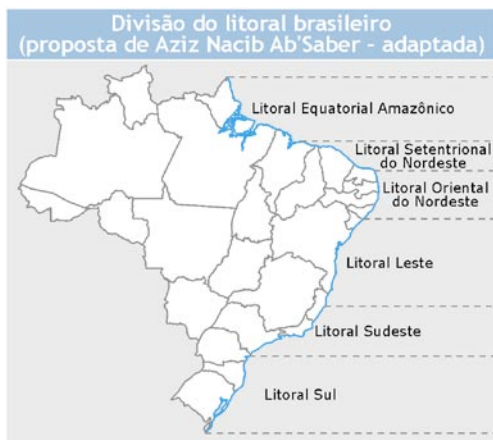 Divisão do litoral brasileiro
(proposta de Aziz Nacib Ab'Saber - adaptada)
Litoral Equatorial Amazônico
Litoral Setentrional
do Nordeste
Litoral Oriental
do Nordeste
Litoral Leste
Litoral Sudeste
Litoral Sul